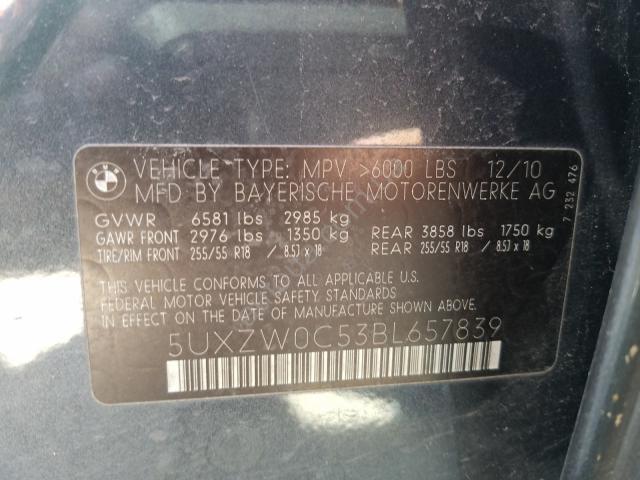 BMW
VEHICLE TYPE: MPV >6000 LBS 12/10
MFD BY BAYERISCHE MOTORENWERKE AG
GVWR 6581 lbs 2985 kg
GAWR FRONT 2976 lbs 1350 kg REAR 3858 lbs 1750 kg
TIRE/RIM FRONT 255/55 R18 / 8.5J x 18 REAR 255/55 R18 / 8.5J x 18
THIS VEHICLE CONFORMS TO ALL APPLICABLE U.S.
FEDERAL MOTOR VEHICLE SAFETY STANDARDS
IN EFFECT ON THE DATE OF MANUFACTURE SHOWN ABOVE.
5UXZW0C53BL657839
7 232 476